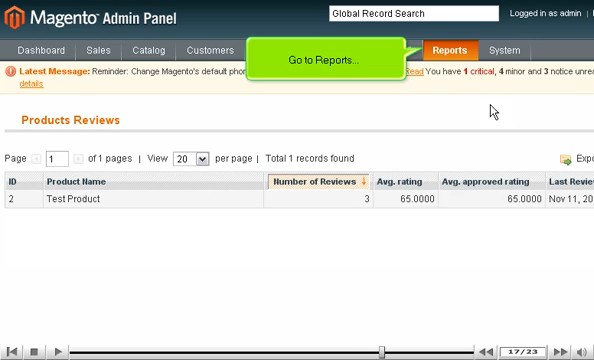 Magento Admin Panel
Global Record Search
Logged in as admin
Dashboard Sales Catalog Customers Reports System
Go to Reports...
Latest Message: Reminder: Change Magento's default phon Read You have 1 critical, 4 minor and 3 notice unrea
details
Products Reviews
Page 1 of 1 pages | View 20 per page | Total 1 records found Expo
ID Product Name Number of Reviews Avg. rating Avg. approved rating Last Revie
2 Test Product 3 65.0000 65.0000 Nov 11, 20
17/23